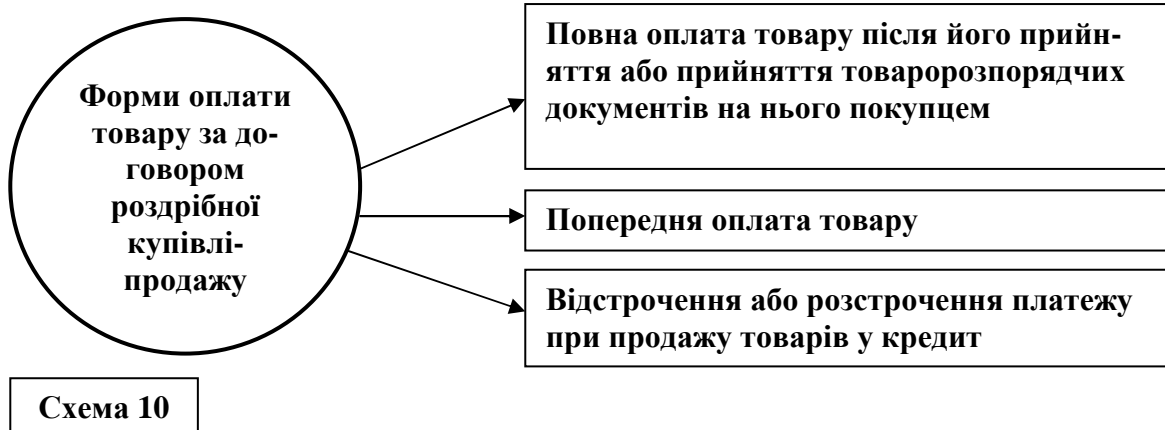 Форми оплати
товару за до-
говором
роздрібної
купівлі-
продажу
Повна оплата товару після його прийн-
яття або прийняття товаророзпорядчих
документів на нього покупцем
Попередня оплата товару
Відстрочення або розстрочення платежу
при продажу товарів у кредит
Схема 10